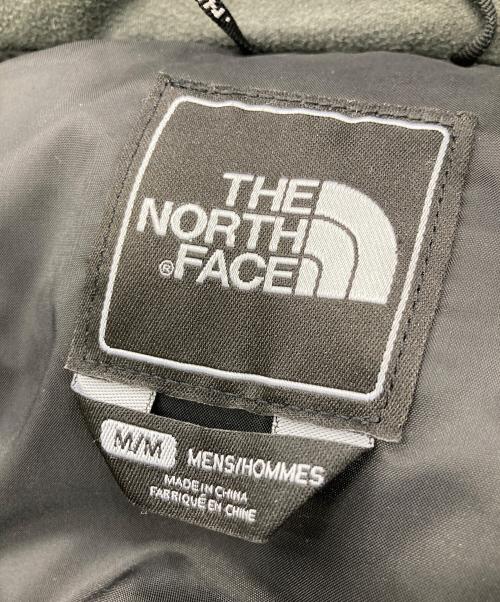 THE
NORTH
®FACE
M/M MENS/HOMMES
MADE IN CHINA
FABRIQUÉ EN CHINE